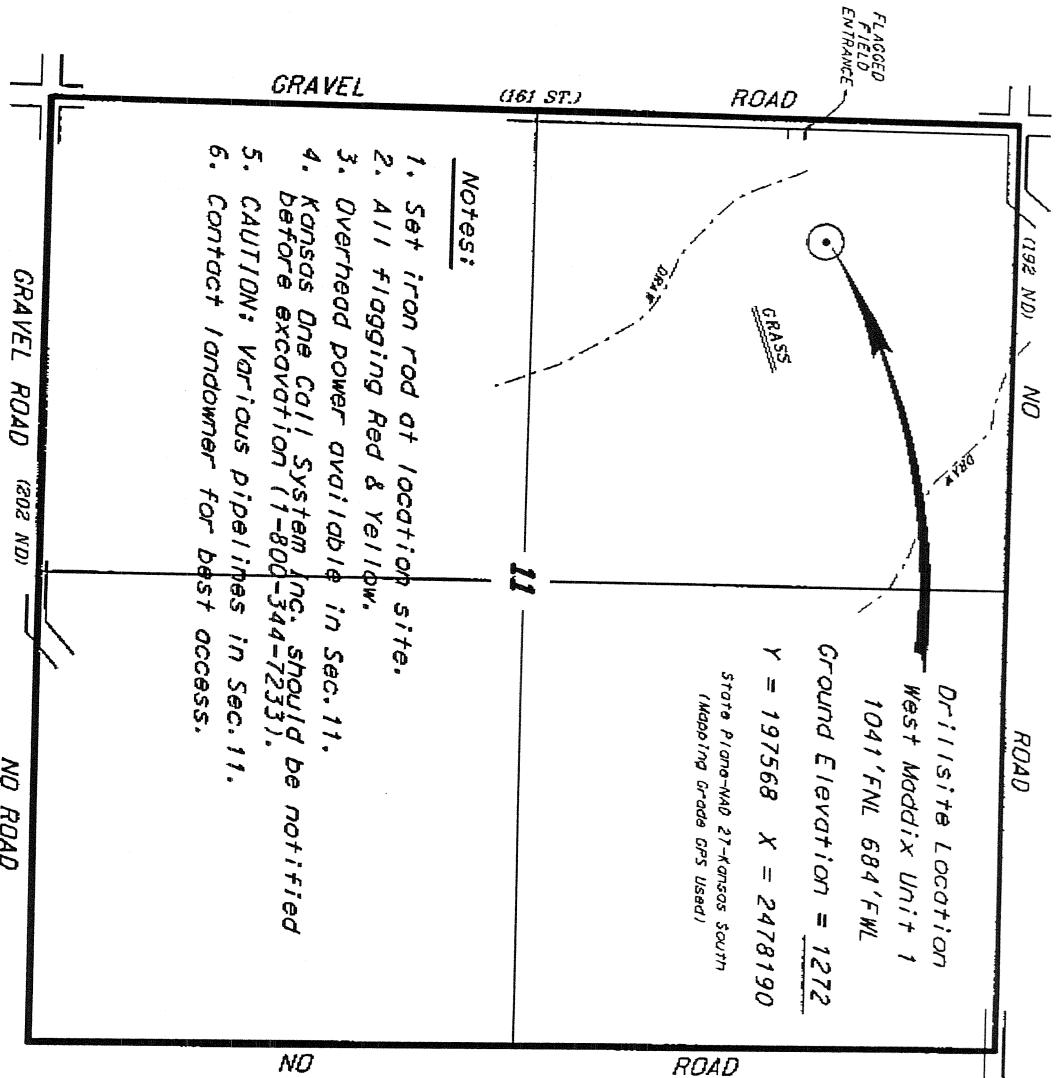 FLAGGED
FIELD
ENTRANCE
GRAVEL
(161 ST.)
ROAD
(192 ND)
NO
ROAD
DRAW
DRAW
GRASS
11
Drillsite Location
West Maddix Unit 1
1041'FNL 684'FWL
Ground Elevation = 1272
Y = 197568 X = 2478190
State Plane-NAD 27-Kansas South
(Mapping Grade GPS Used)
Notes:
1. Set iron rod at location site.
2. All flagging Red & Yellow.
3. Overhead power available in Sec.11.
4. Kansas One Call System Inc. should be notified
before excavation (1-800-344-7233).
5. CAUTION: Various pipelines in Sec.11.
6. Contact landowner for best access.
GRAVEL ROAD (202 ND)
NO ROAD
NO
ROAD